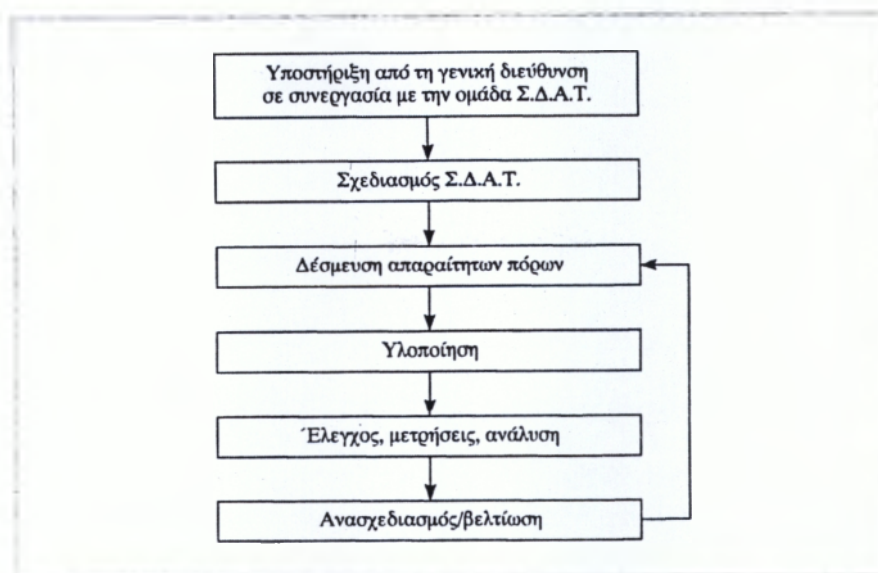 Υποστήριξη από τη γενική διεύθυνση
σε συνεργασία με την ομάδα Σ.Δ.Α.Τ.
Σχεδιασμός Σ.Δ.Α.Τ.
Δέσμευση απαραίτητων πόρων
Υλοποίηση
Έλεγχος, μετρήσεις, ανάλυση
Ανασχεδιασμός/βελτίωση